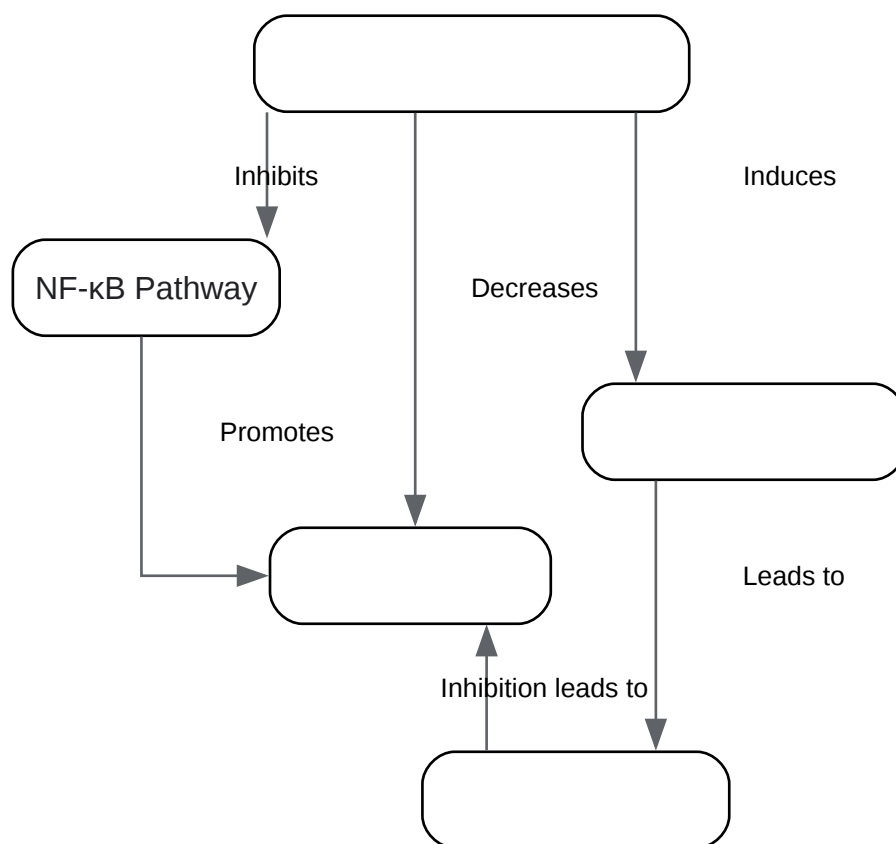 Inhibits
Induces
NF-κB Pathway
Decreases
Promotes
Leads to
Inhibition leads to